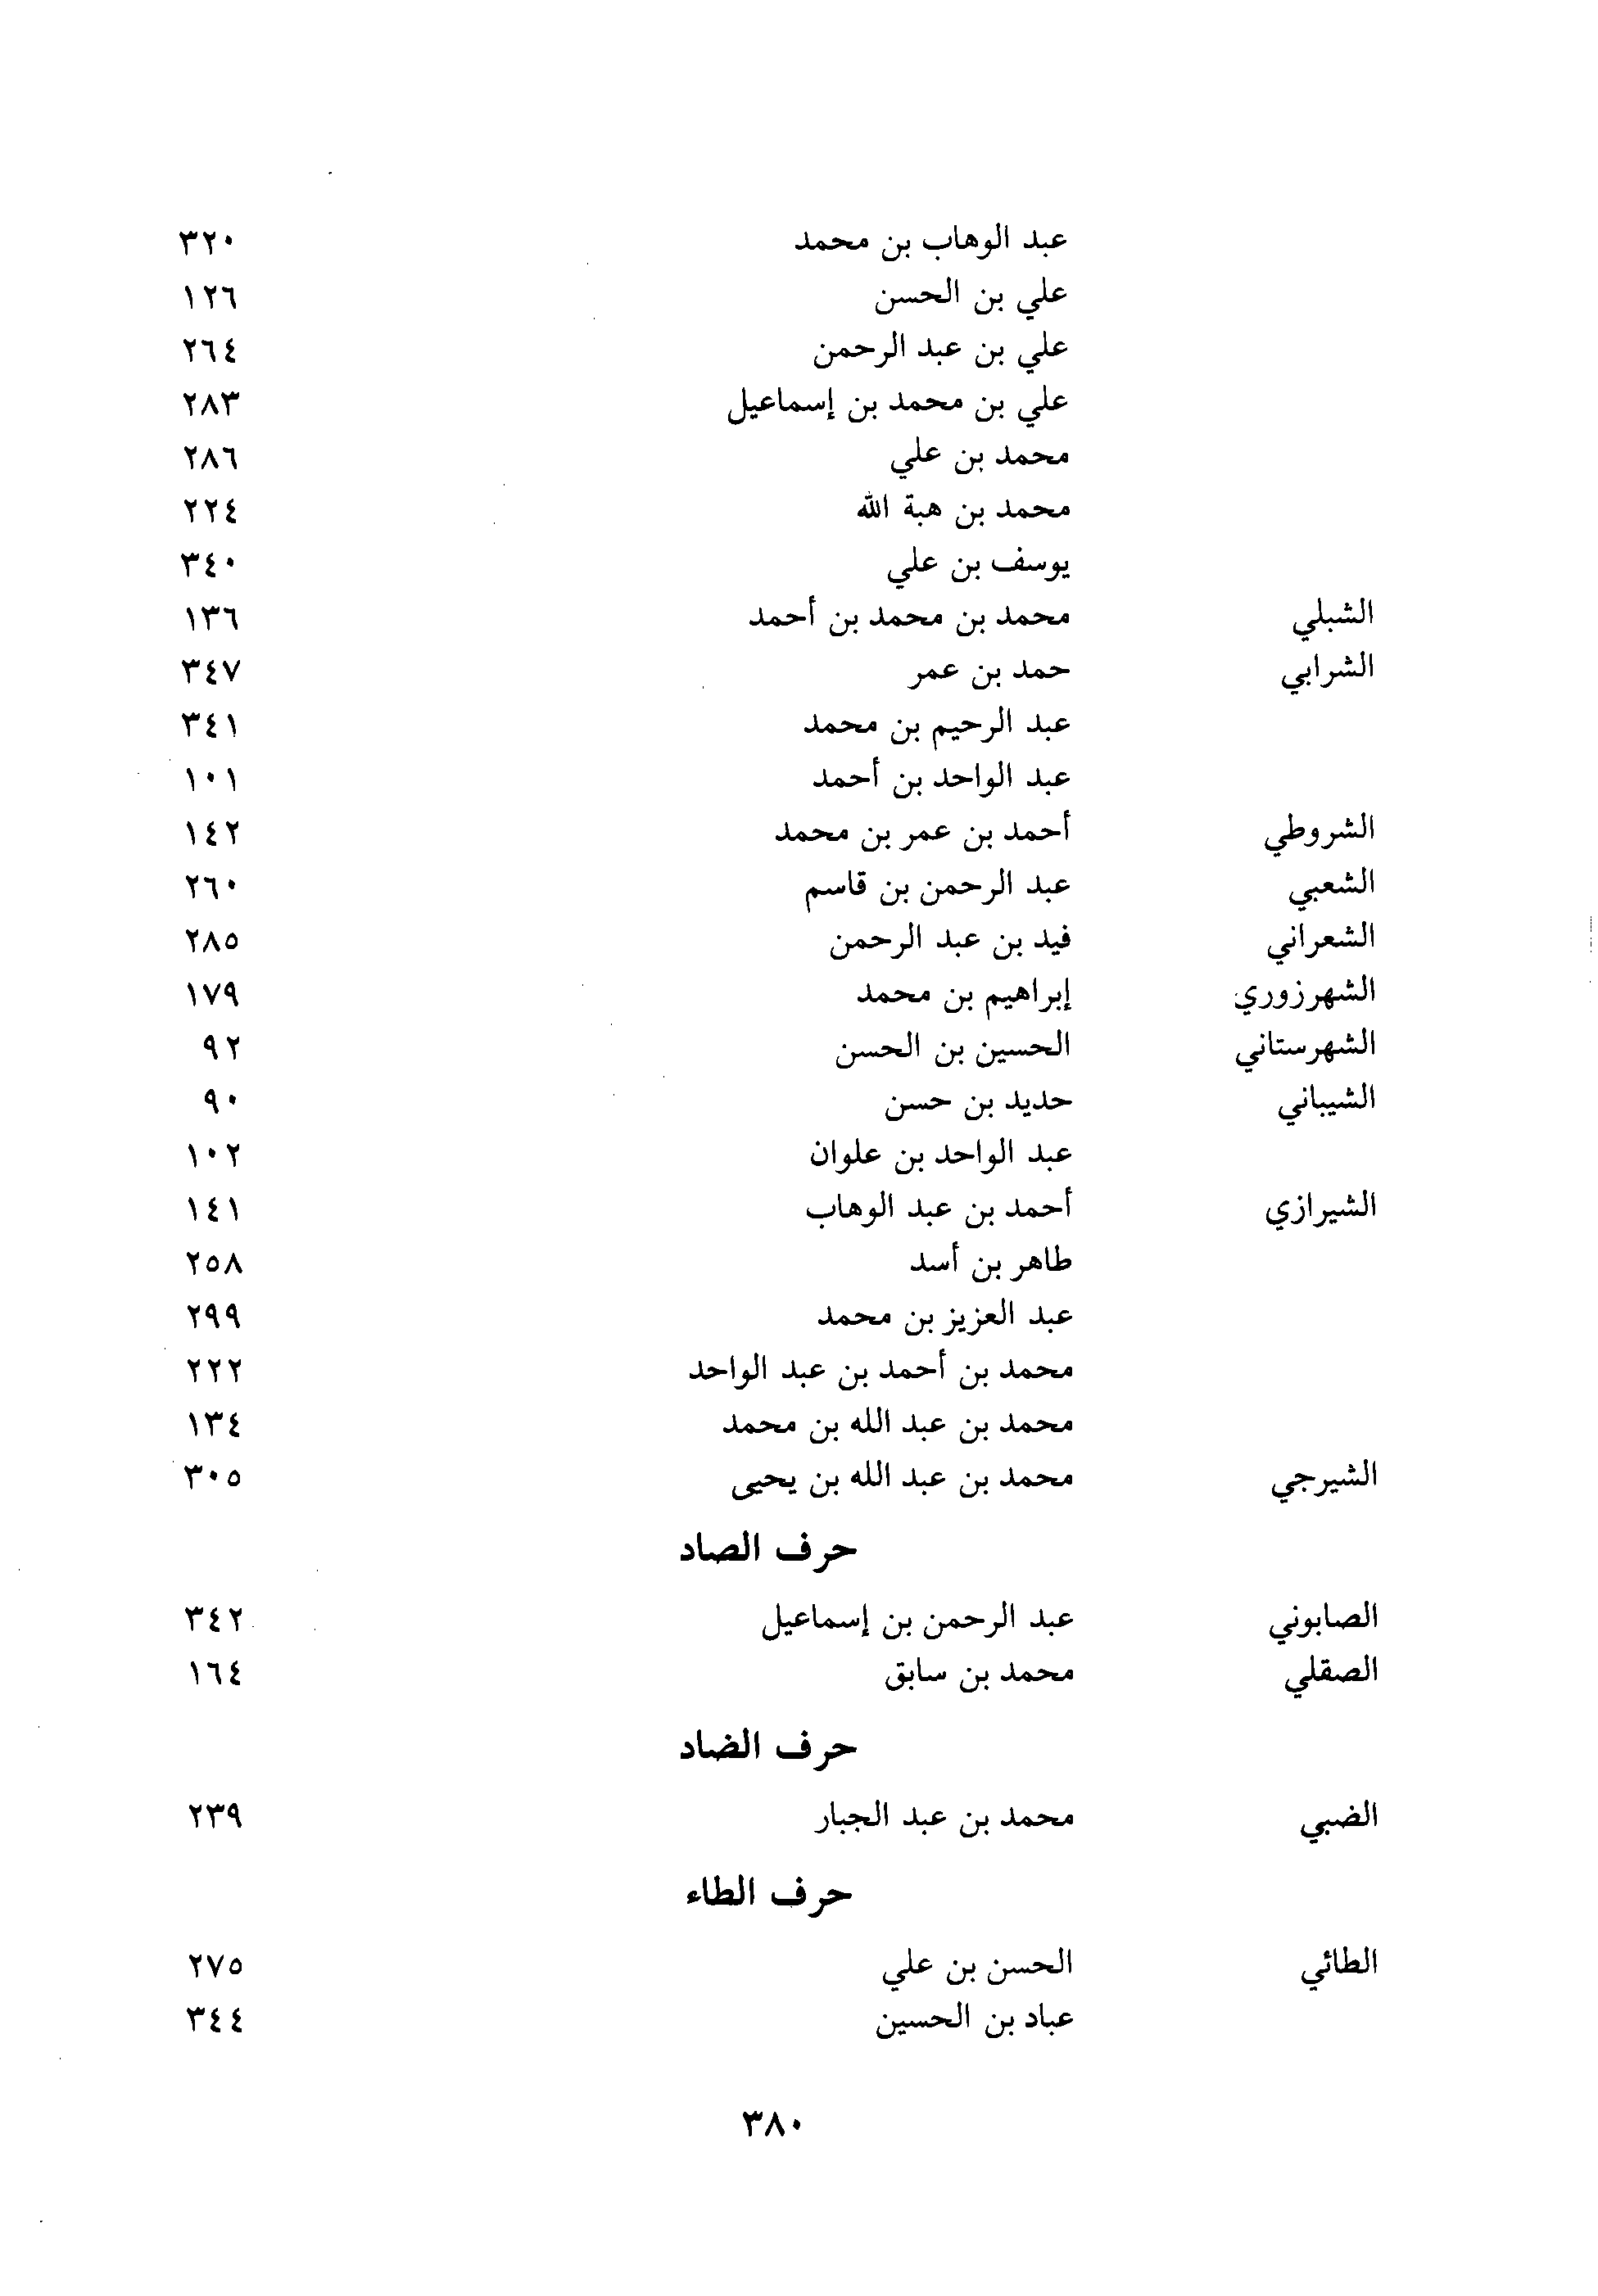 عبد الوهاب بن محمد ٣٢٠
علي بن الحسن ١٢٦
علي بن عبد الرحمن ٢٦٤
علي بن محمد بن إسماعيل ٢٨٣
محمد بن علي ٢٨٦
محمد بن هبة الله ٢٢٤
يوسف بن علي ٣٤٠
الشبلي محمد بن محمد بن أحمد ١٣٦
الشرابي حمد بن عمر ٣٤٧
عبد الرحيم بن محمد ٣٤١
عبد الواحد بن أحمد ١٠١
الشروطي أحمد بن عمر بن محمد ١٤٢
الشعبي عبد الرحمن بن قاسم ٢٦٠
الشعراني فيد بن عبد الرحمن ٢٨٥
الشهرزوري إبراهيم بن محمد ١٧٩
الشهرستاني الحسين بن الحسن ٩٢
الشيباني حديد بن حسن ٩٠
عبد الواحد بن علوان ١٠٢
الشيرازي أحمد بن عبد الوهاب ١٤١
طاهر بن أسد ٢٥٨
عبد العزيز بن محمد ٢٩٩
محمد بن أحمد بن عبد الواحد ٢٢٢
محمد بن عبد الله بن محمد ١٣٤
الشيرجي محمد بن عبد الله بن يحيى ٣٠٥
حرف الصاد
الصابوني عبد الرحمن بن إسماعيل ٣٤٢
الصقلي محمد بن سابق ١٦٤
حرف الضاد
الضبي محمد بن عبد الجبار ٢٣٩
حرف الطاء
الطائي الحسن بن علي ٢٧٥
عباد بن الحسين ٣٤٤
٣٨٠